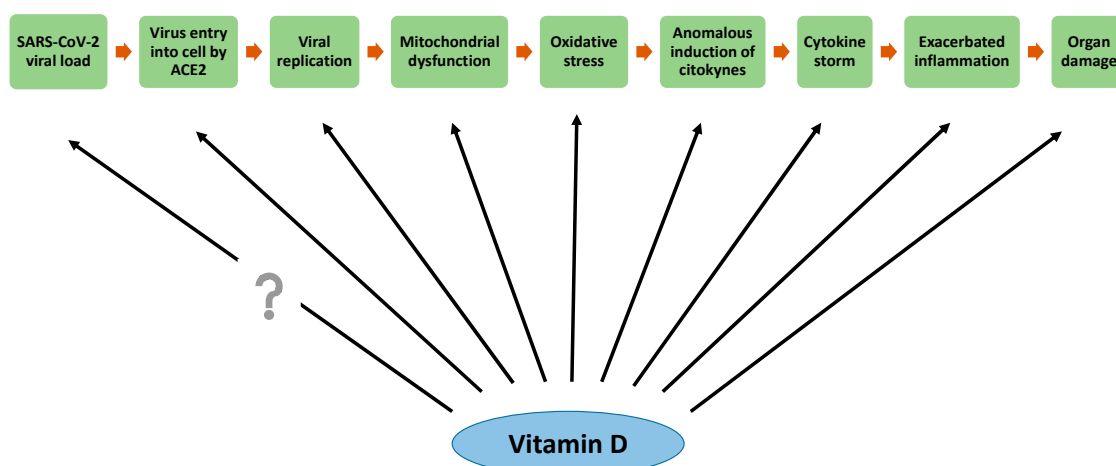 SARS-CoV-2
viral load
Virus entry
into cell by
ACE2
Viral
replication
Mitochondrial
dysfunction
Oxidative
stress
Anomalous
induction of
citokynes
Cytokine
storm
Exacerbated
inflammation
Organ
damage
?
Vitamin D